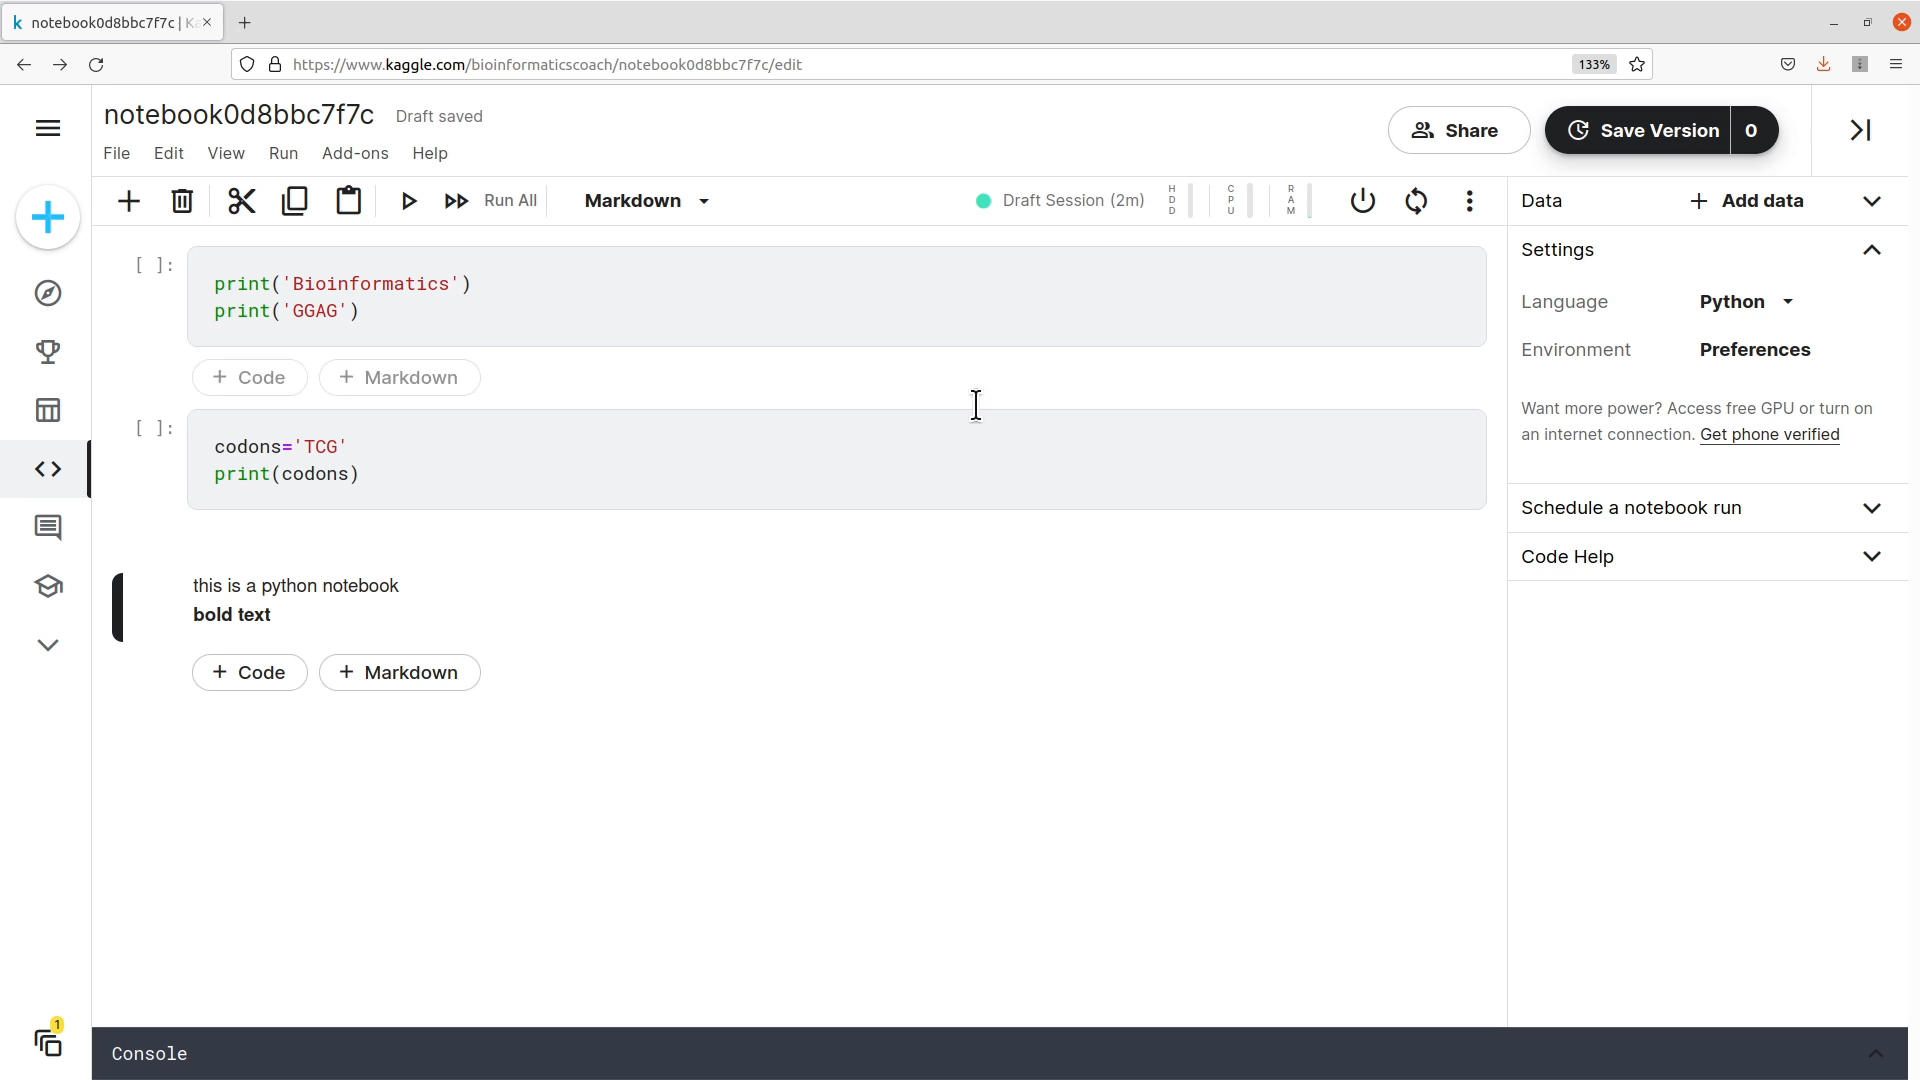 notebook0d8bbc7f7c | Ka
https://www.kaggle.com/bioinformaticscoach/notebook0d8bbc7f7c/edit
133%
notebook0d8bbc7f7c
Draft saved
File Edit View Run Add-ons Help
Share
Save Version 0
Run All
Markdown
Draft Session (2m)
HDD
CPU
RAM
[ ]:
print('Bioinformatics')
print('GGAG')
+ Code + Markdown
[ ]:
codons='TCG'
print(codons)
this is a python notebook
bold text
+ Code + Markdown
Data + Add data
Settings
Language Python
Environment Preferences
Want more power? Access free GPU or turn on
an internet connection. Get phone verified
Schedule a notebook run
Code Help
1
Console